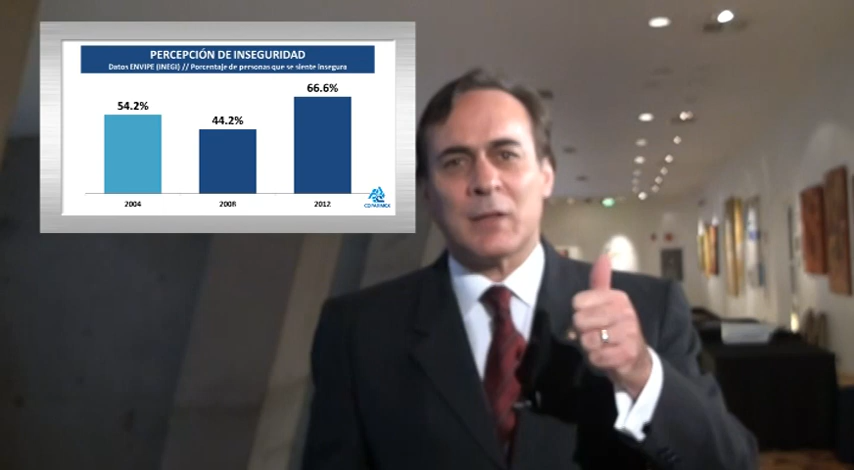 PERCEPCIÓN DE INSEGURIDAD
Datos ENVIPE (INEGI) // Porcentaje de personas que se siente insegura
54.2%
44.2%
66.6%
2004
2008
2012
COPARMEX